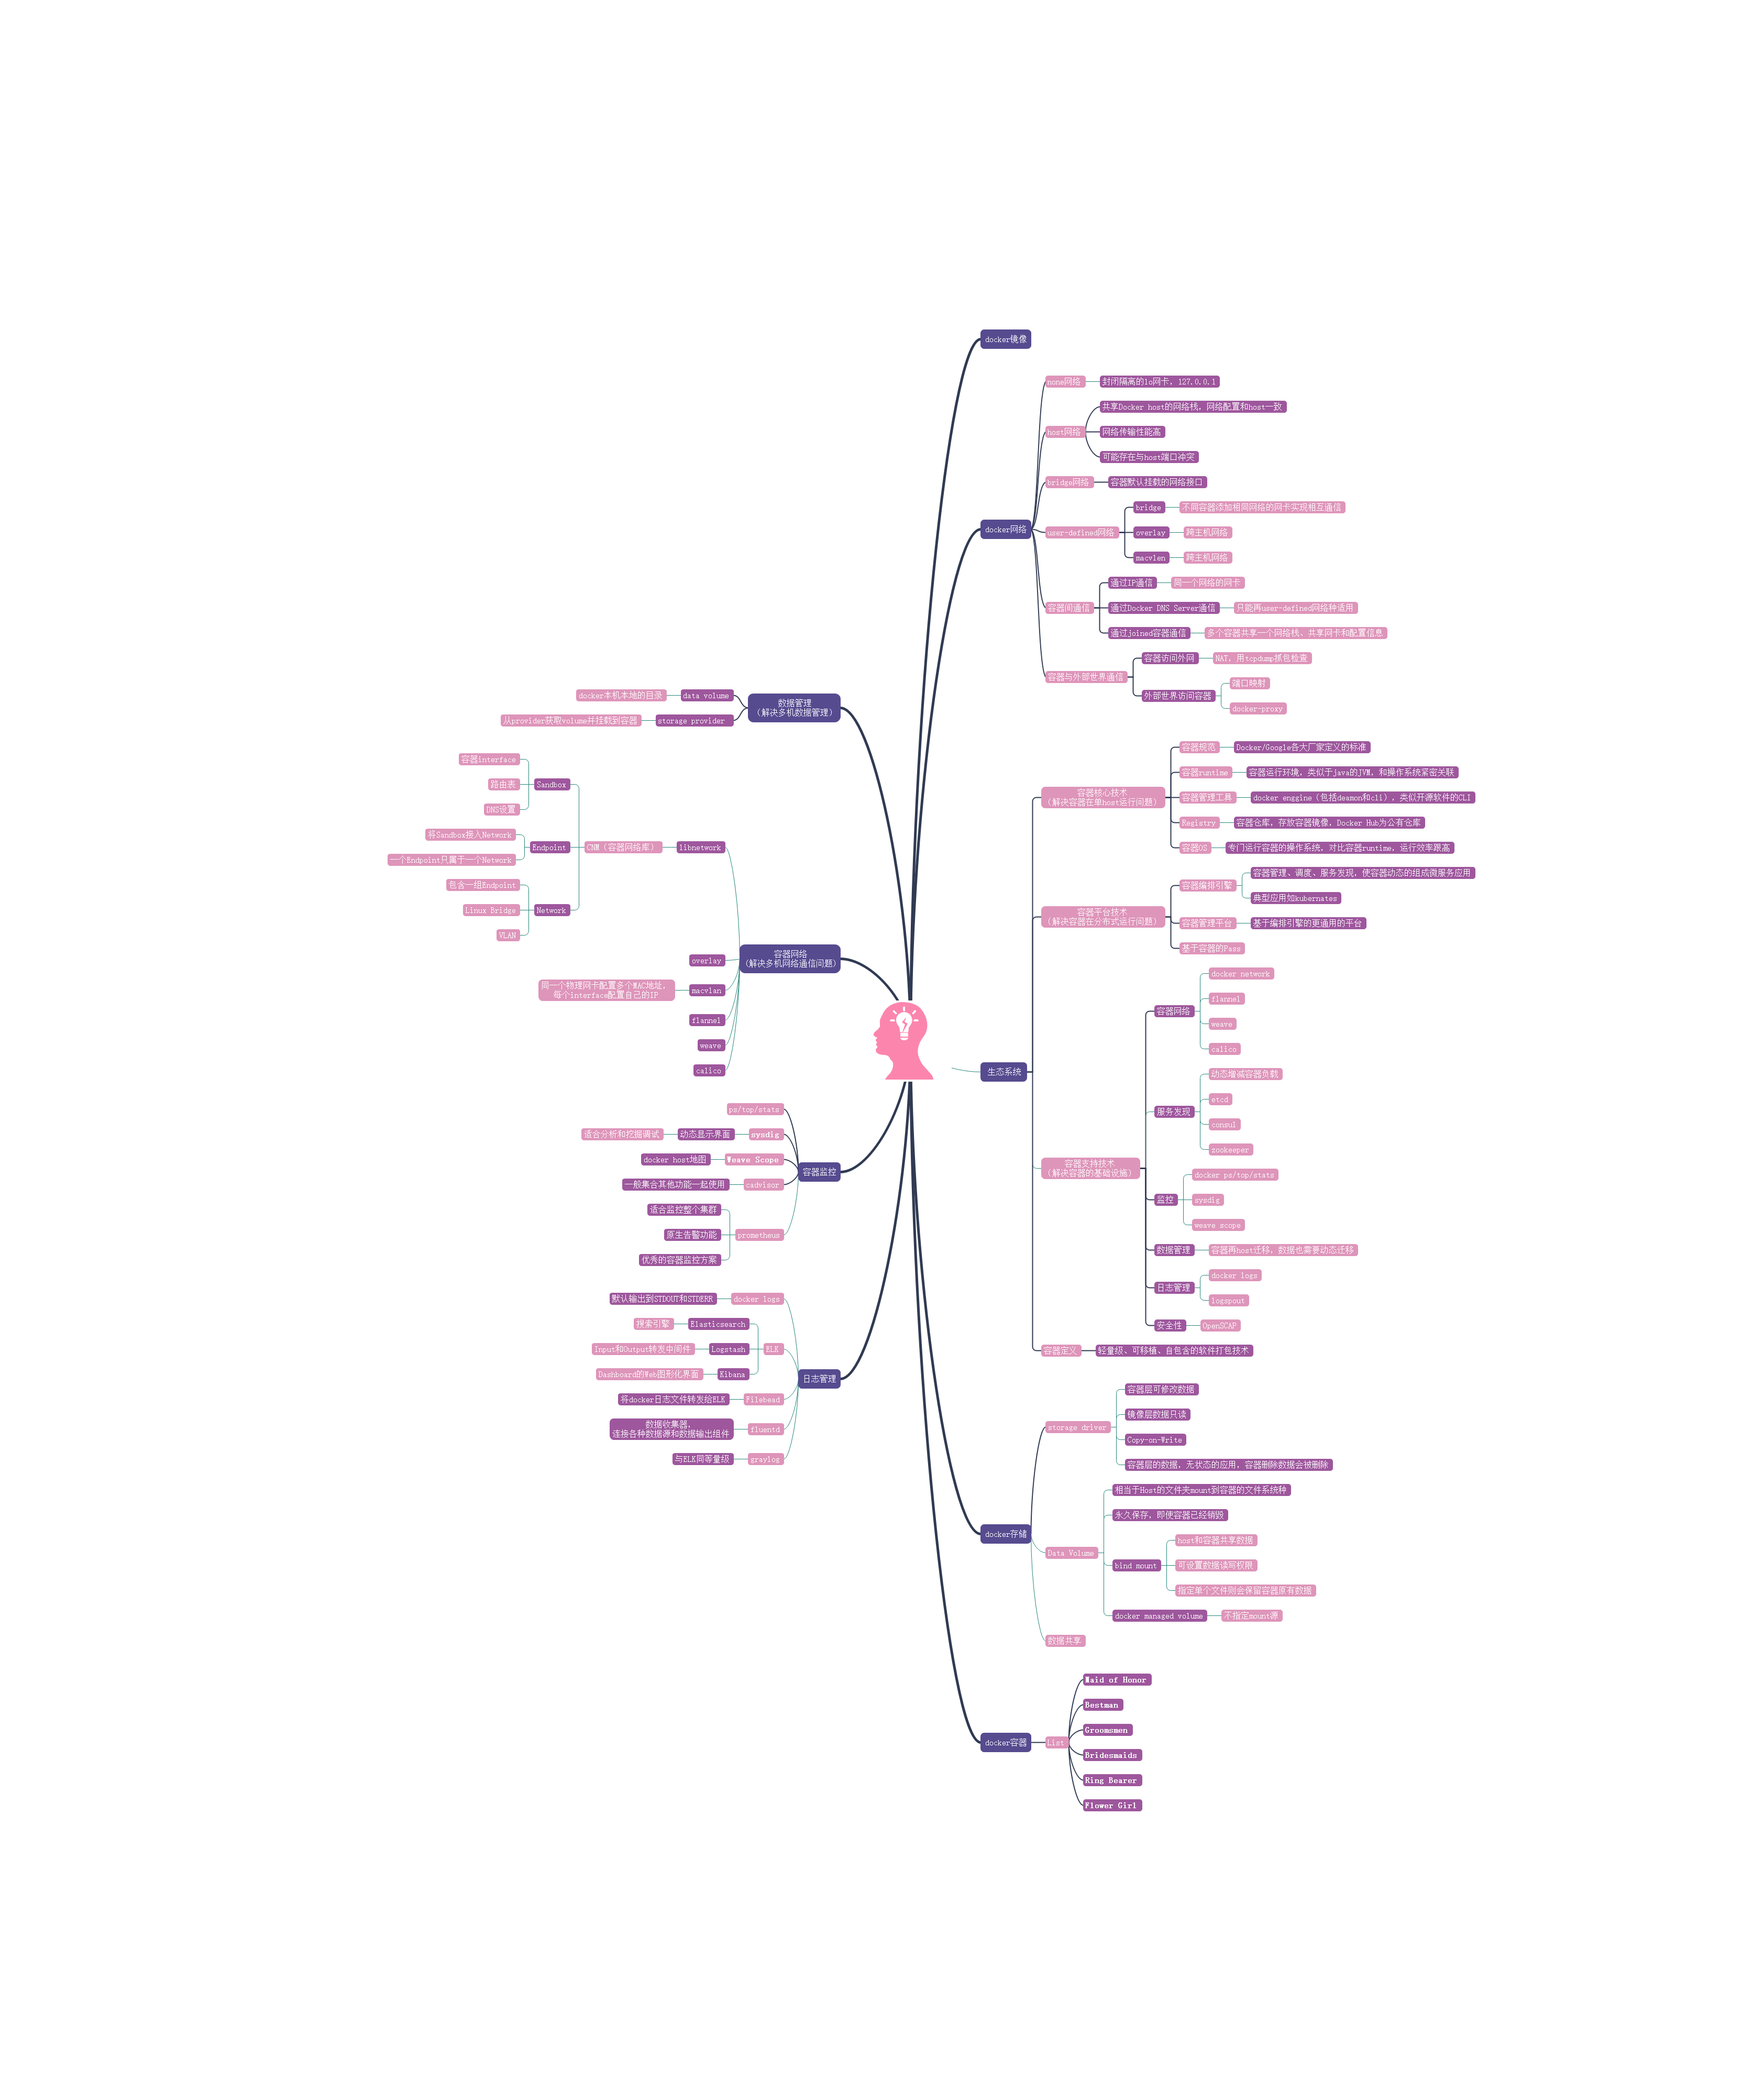 docker镜像
docker网络
none网络
封闭隔离的lo网卡，127.0.0.1
host网络
共享Docker host的网络栈，网络配置和host一致
网络传输性能高
可能存在与host端口冲突
bridge网络
容器默认挂载的网络接口
user-defined网络
bridge
不同容器添加相同网络的网卡实现相互通信
overlay
跨主机网络
macvlen
跨主机网络
容器间通信
通过IP通信
同一个网络的网卡
通过Docker DNS Server通信
只能再user-defined网络种适用
通过joined容器通信
多个容器共享一个网络栈，共享网卡和配置信息
容器与外部世界通信
容器访问外网
NAT，用tcpdump抓包检查
外部世界访问容器
端口映射
docker-proxy
生态系统
容器核心技术
（解决容器在单host运行问题）
容器规范
Docker/Google各大厂家定义的标准
容器runtime
容器运行环境，类似于java的JVM，和操作系统紧密关联
容器管理工具
docker enggine（包括deamon和cli），类似开源软件的CLI
Registry
容器仓库，存放容器镜像，Docker Hub为公有仓库
容器OS
专门运行容器的操作系统，对比容器runtime，运行效率跟高
容器平台技术
（解决容器在分布式运行问题）
容器编排引擎
容器管理、调度、服务发现，使容器动态的组成微服务应用
典型应用如kubernates
容器管理平台
基于编排引擎的更通用的平台
基于容器的Pass
容器支持技术
（解决容器的基础设施）
容器网络
docker network
flannel
weave
calico
服务发现
动态增减容器负载
etcd
consul
zookeeper
监控
docker ps/top/stats
sysdig
weave scope
数据管理
容器再host迁移，数据也需要动态迁移
日志管理
docker logs
logspout
安全性
OpenSCAP
容器定义
轻量级、可移植、自包含的软件打包技术
docker存储
storage driver
容器层可修改数据
镜像层数据只读
Copy-on-Write
容器层的数据，无状态的应用，容器删除数据会被删除
Data Volume
相当于Host的文件夹mount到容器的文件系统种
永久保存，即使容器已经销毁
bind mount
host和容器共享数据
可设置数据读写权限
指定单个文件则会保留容器原有数据
docker managed volume
不指定mount源
数据共享
docker容器
List
Maid of Honor
Bestman
Groomsmen
Bridesmaids
Ring Bearer
Flower Girl
数据管理
（解决多机数据管理）
data volume
docker本机本地的目录
storage provider
从provider获取volume并挂载到容器
容器网络
（解决多机网络通信问题）
libnetwork
CNM（容器网络库）
Sandbox
容器interface
路由表
DNS设置
Endpoint
将Sandbox接入Network
一个Endpoint只属于一个Network
Network
包含一组Endpoint
Linux Bridge
VLAN
overlay
macvlan
同一个物理网卡配置多个MAC地址，
每个interface配置自己的IP
flannel
weave
calico
容器监控
ps/top/stats
sysdig
动态显示界面
适合分析和挖掘调试
Weave Scope
docker host地图
cadvisor
一般集合其他功能一起使用
prometheus
适合监控整个集群
原生告警功能
优秀的容器监控方案
日志管理
docker logs
默认输出到STDOUT和STDERR
ELK
Elasticsearch
搜索引擎
Logstash
Input和Output转发中间件
Kibana
Dashboard的Web图形化界面
Filebead
将docker日志文件转发给ELK
fluentd
数据收集器，
连接各种数据源和数据输出组件
graylog
与ELK同等量级